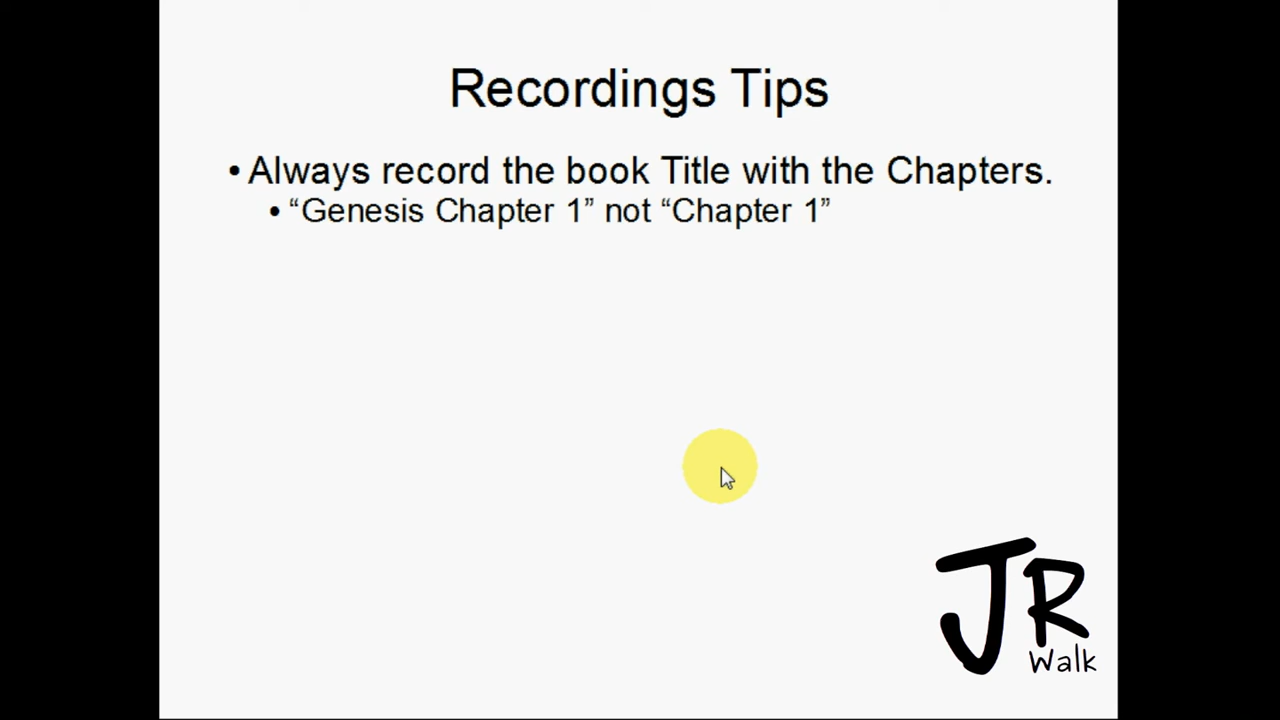 Recordings Tips
• Always record the book Title with the Chapters.
• “Genesis Chapter 1” not “Chapter 1”
JR
Walk